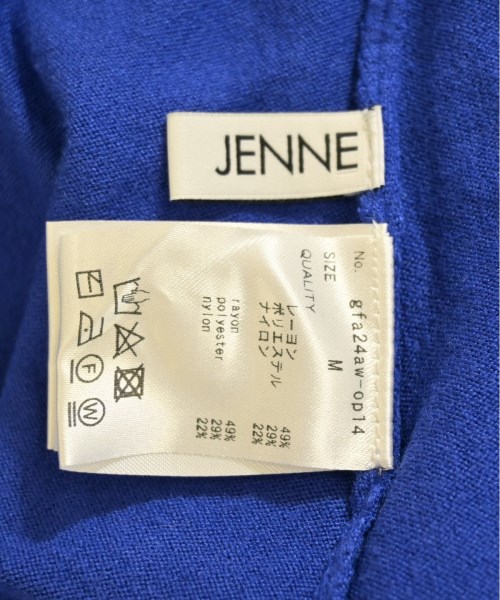 JENNE
No. gfa24aw-op14
SIZE M
QUALITY
レーヨン 49%
ポリエステル 29%
ナイロン 22%
rayon 49%
polyester 29%
nylon 22%
F
W